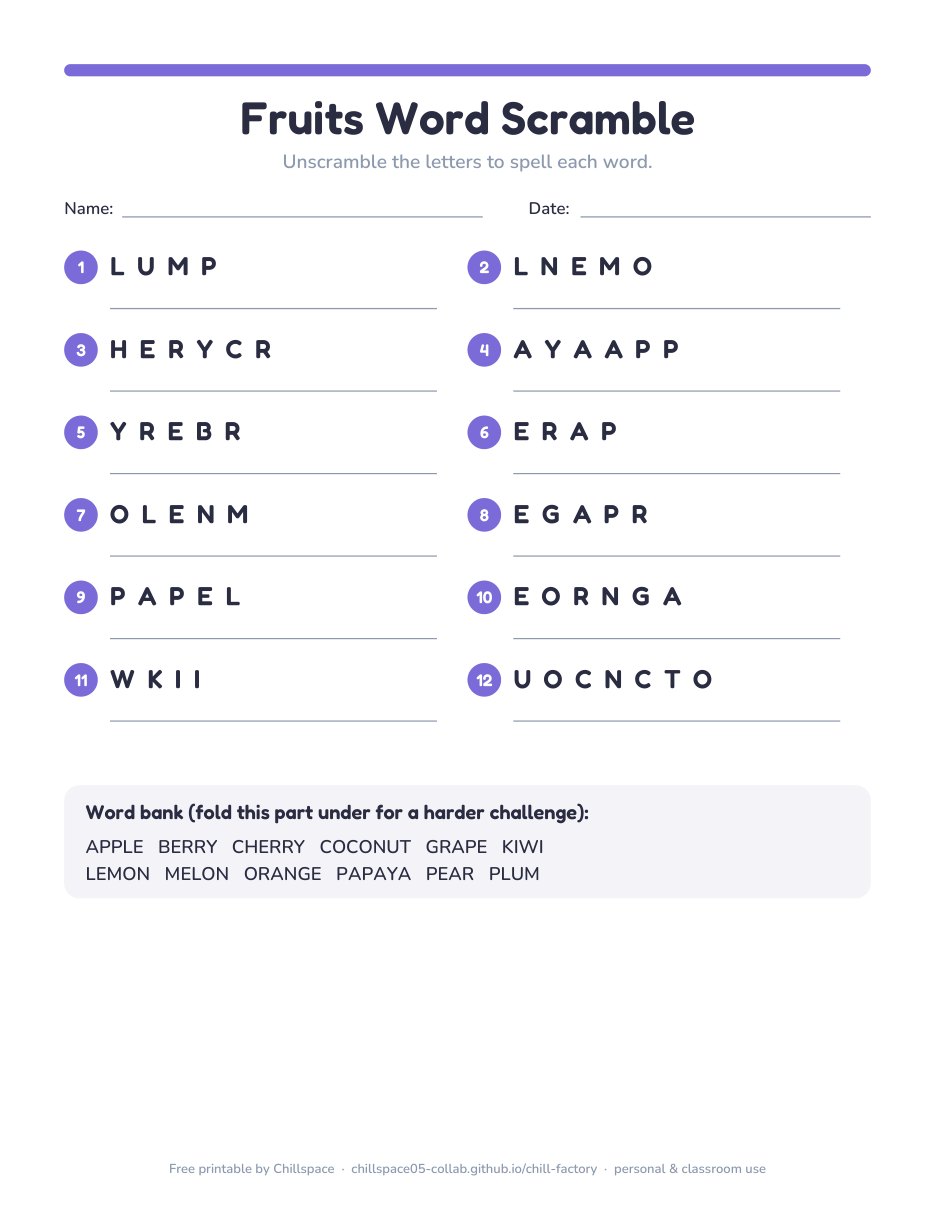 Fruits Word Scramble
Unscramble the letters to spell each word.
Name: Date:
1 L U M P
2 L N E M O
3 H E R Y C R
4 A Y A A P P
5 Y R E B R
6 E R A P
7 O L E N M
8 E G A P R
9 P A P E L
10 E O R N G A
11 W K I I
12 U O C N C T O
Word bank (fold this part under for a harder challenge):
APPLE BERRY CHERRY COCONUT GRAPE KIWI
LEMON MELON ORANGE PAPAYA PEAR PLUM
Free printable by Chillspace · chillspace05-collab.github.io/chill-factory · personal & classroom use